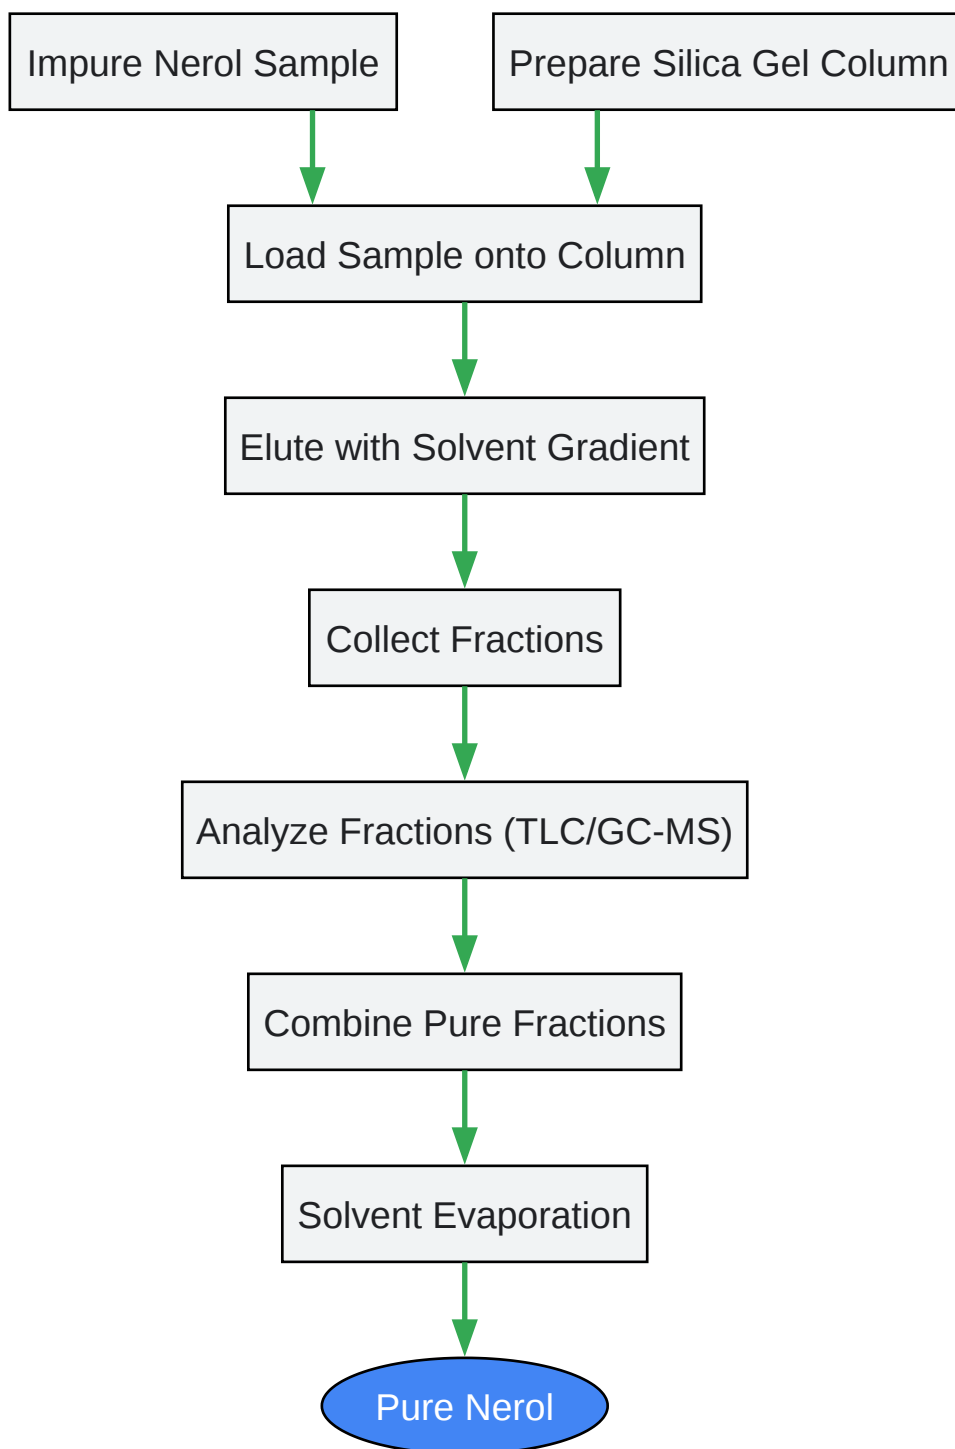 Impure Nerol Sample
Prepare Silica Gel Column
Load Sample onto Column
Elute with Solvent Gradient
Collect Fractions
Analyze Fractions (TLC/GC-MS)
Combine Pure Fractions
Solvent Evaporation
Pure Nerol